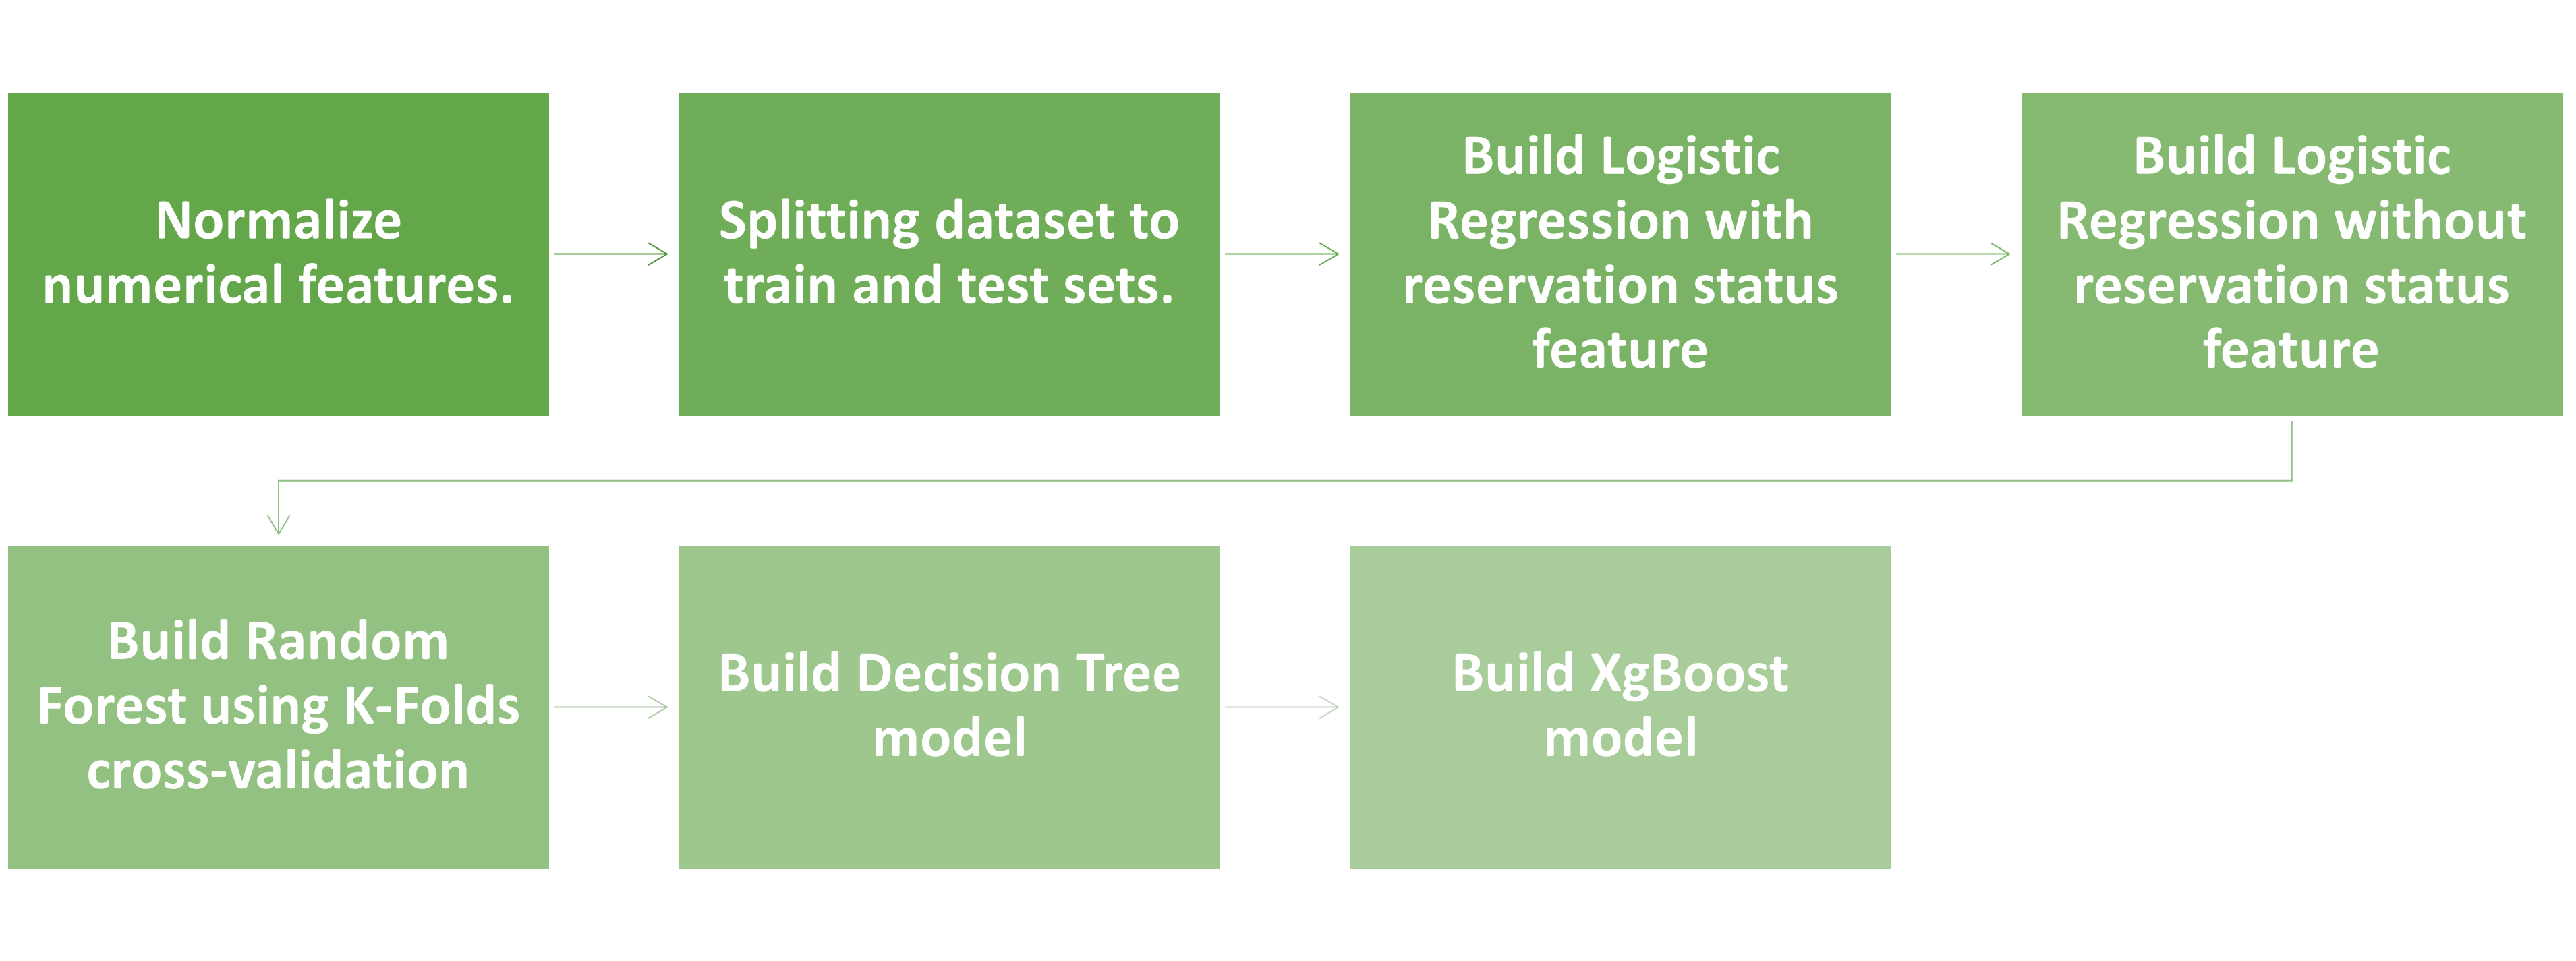 Normalize
numerical features.
Splitting dataset to
train and test sets.
Build Logistic
Regression with
reservation status
feature
Build Logistic
Regression without
reservation status
feature
Build Random
Forest using K-Folds
cross-validation
Build Decision Tree
model
Build XgBoost
model